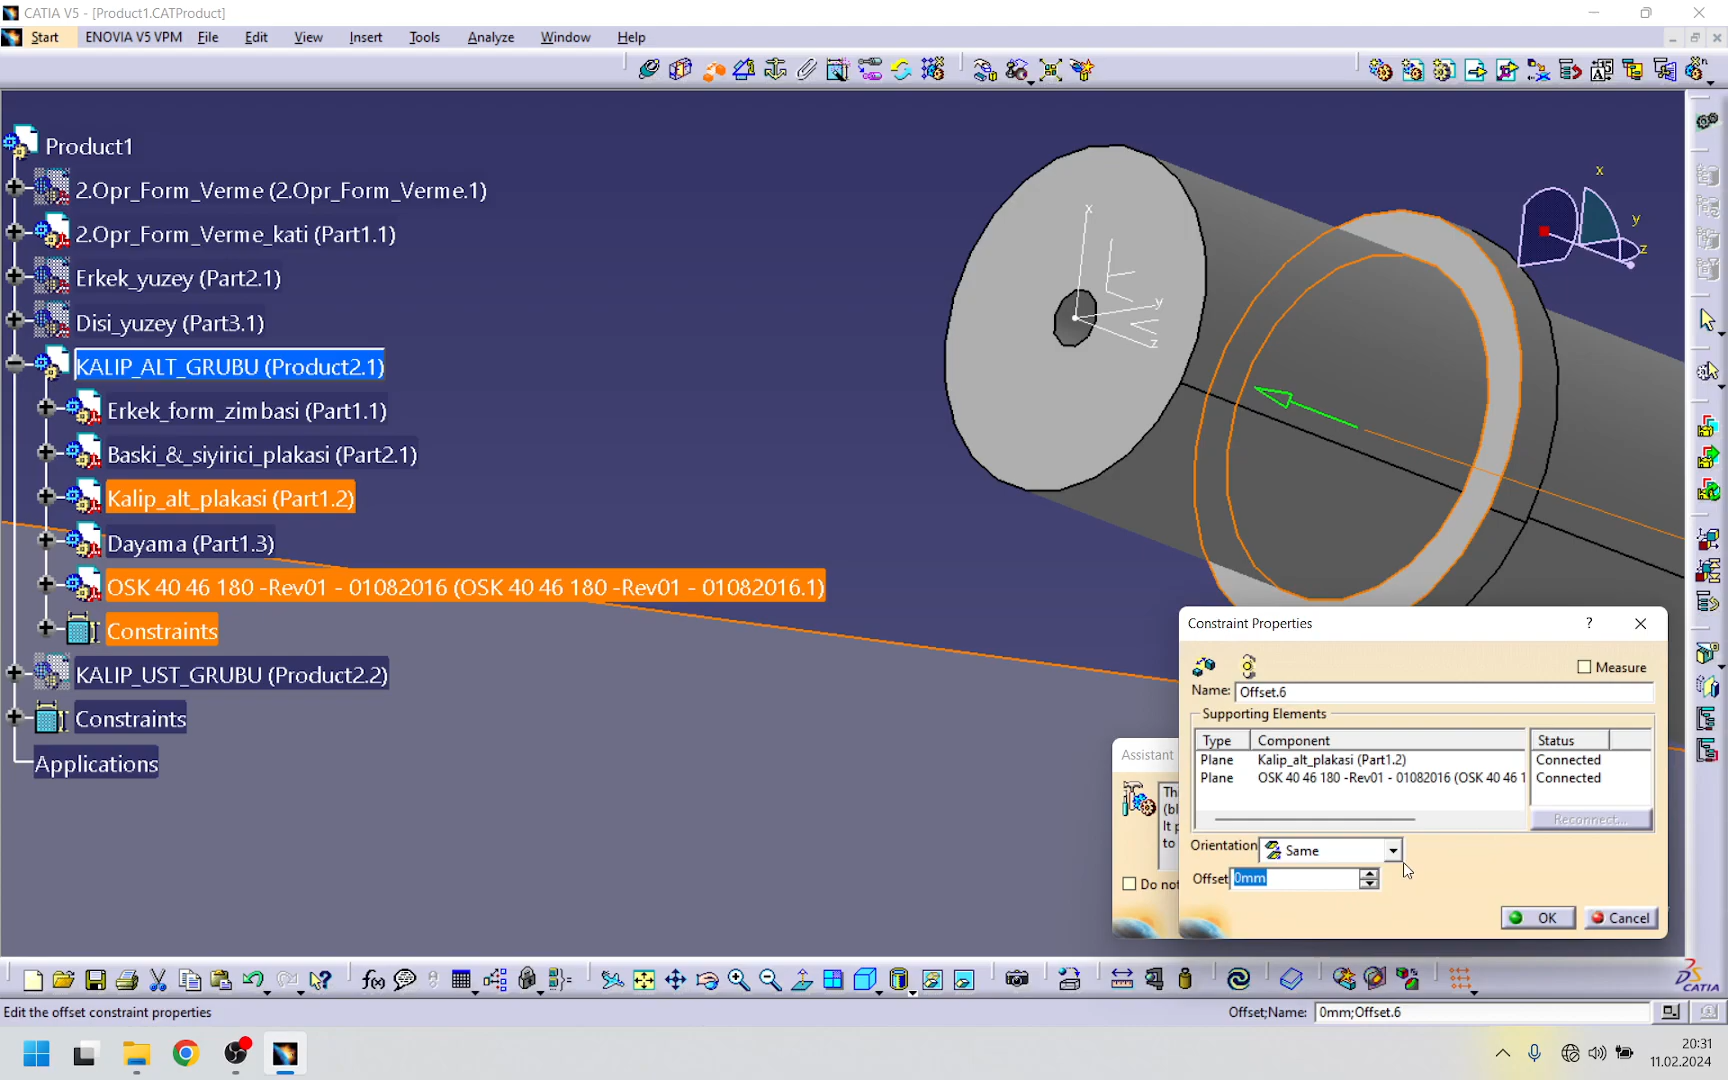 CATIA V5 - [Product1.CATProduct]
Start ENOVIA V5 VPM File Edit View Insert Tools Analyze Window Help
Product1
2.Opr_Form_Verme (2.Opr_Form_Verme.1)
2.Opr_Form_Verme_kati (Part1.1)
Erkek_yuzey (Part2.1)
Disi_yuzey (Part3.1)
KALIP_ALT_GRUBU (Product2.1)
Erkek_form_zimbasi (Part1.1)
Baski_&_siyirici_plakasi (Part2.1)
Kalip_alt_plakasi (Part1.2)
Dayama (Part1.3)
OSK 40 46 180 -Rev01 - 01082016 (OSK 40 46 180 -Rev01 - 01082016.1)
Constraints
KALIP_UST_GRUBU (Product2.2)
Constraints
Applications
x
y
z
x
y
z
Assistant
Thi
(bl
It p
to
Do not
Constraint Properties
?
Measure
Name: Offset.6
Supporting Elements
Type Component Status
Plane Kalip_alt_plakasi (Part1.2) Connected
Plane OSK 40 46 180 -Rev01 - 01082016 (OSK 40 46 1 Connected
Reconnect...
Orientation Same
Offset 0mm
OK Cancel
CATIA
Edit the offset constraint properties
Offset;Name: 0mm;Offset.6
20:31
11.02.2024